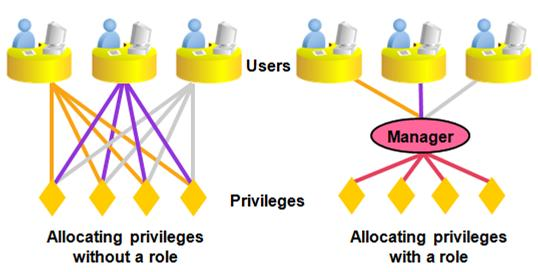 Users
Manager
Privileges
Allocating privileges
without a role
Allocating privileges
with a role